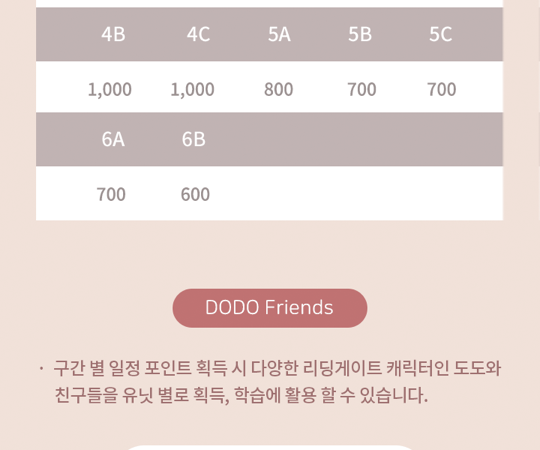 4B 4C 5A 5B 5C
1,000 1,000 800 700 700
6A 6B
700 600
DODO Friends
· 구간 별 일정 포인트 획득 시 다양한 리딩게이트 캐릭터인 도도와
친구들을 유닛 별로 획득, 학습에 활용 할 수 있습니다.